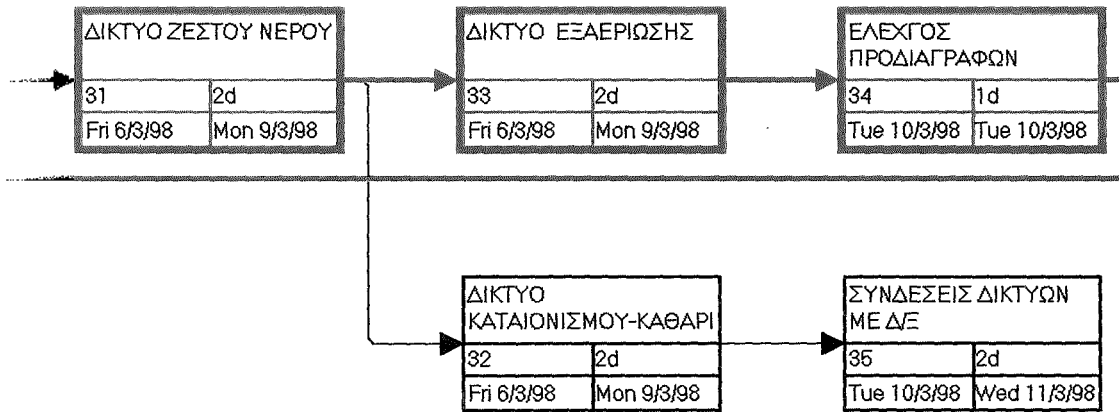 ΔΙΚΤΥΟ ΖΕΣΤΟΥ ΝΕΡΟΥ
31 2d
Fri 6/3/98 Mon 9/3/98
ΔΙΚΤΥΟ ΕΞΑΕΡΙΩΣΗΣ
33 2d
Fri 6/3/98 Mon 9/3/98
ΕΛΕΧΓΟΣ
ΠΡΟΔΙΑΓΡΑΦΩΝ
34 1d
Tue 10/3/98 Tue 10/3/98
ΔΙΚΤΥΟ
ΚΑΤΑΙΟΝΙΣΜΟΥ-ΚΑΘΑΡΙ
32 2d
Fri 6/3/98 Mon 9/3/98
ΣΥΝΔΕΣΕΙΣ ΔΙΚΤΥΩΝ
ΜΕ Δ/Ξ
35 2d
Tue 10/3/98 Wed 11/3/98